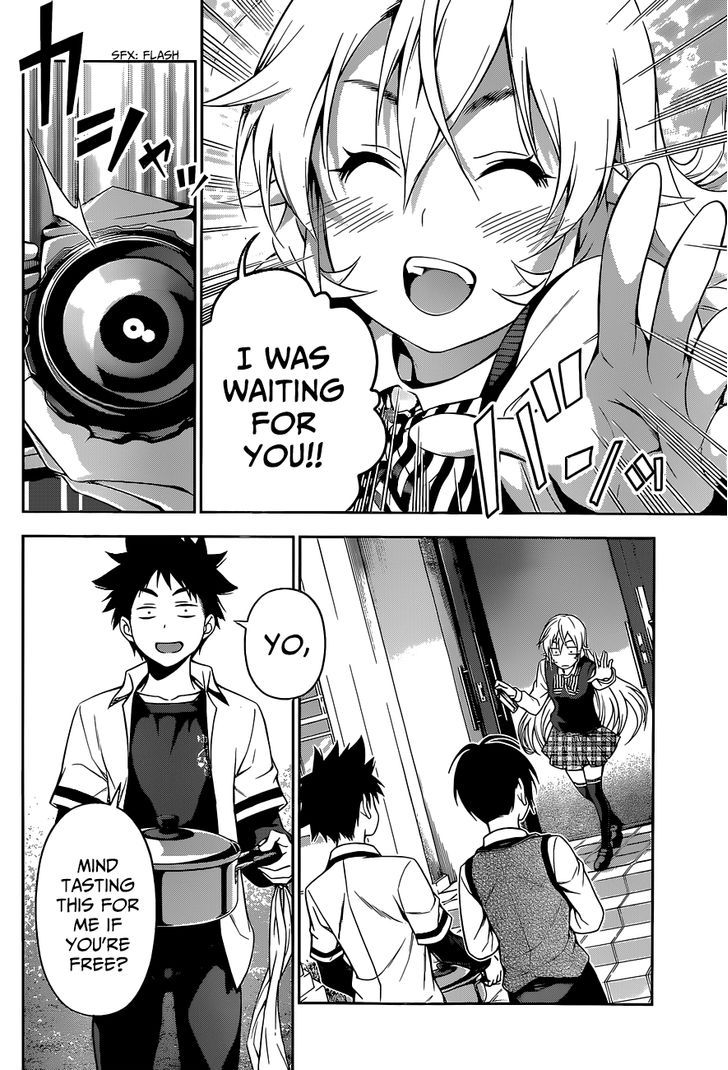 SFX: FLASH
カシャッ
I WAS
WAITING
FOR
YOU!!
バッ
YO,
MIND
TASTING
THIS FOR
ME IF
YOU'RE
FREE?